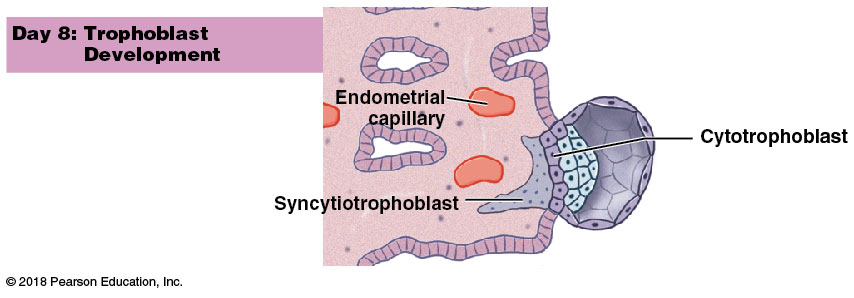 Day 8: Trophoblast
Development
Endometrial
capillary
Cytotrophoblast
Syncytiotrophoblast
© 2018 Pearson Education, Inc.